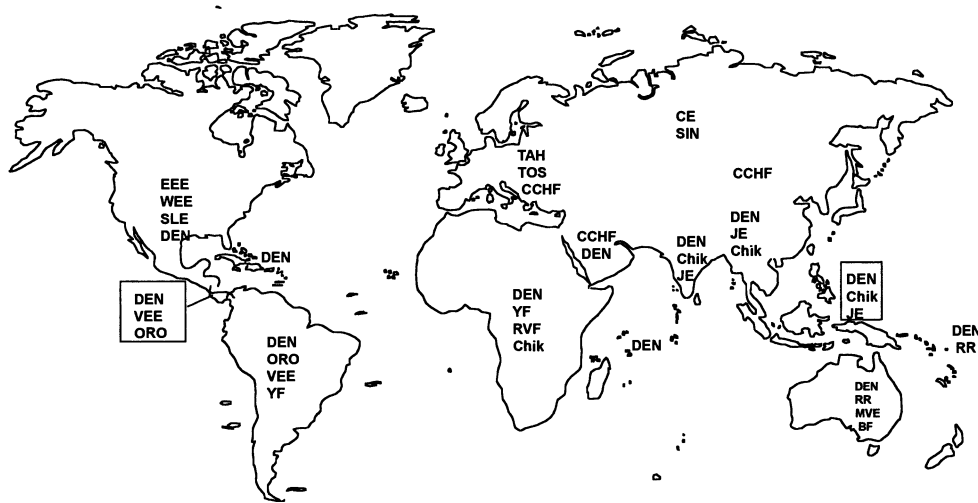 CE
SIN
TAH
TOS
CCHF
CCHF
EEE
WEE
SLE
DEN
DEN
DEN
JE
Chik
CCHF
DEN
DEN
Chik
JE
DEN
VEE
ORO
DEN
YF
RVF
Chik
DEN
Chik
JE
DEN
ORO
VEE
YF
DEN
DEN
RR
DEN
RR
MVE
BF